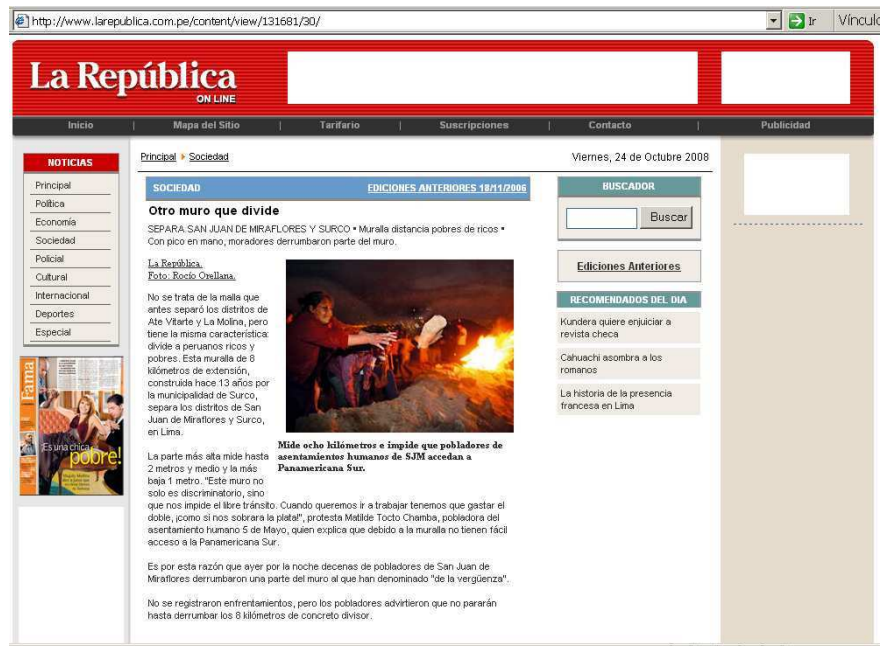 http://www.larepublica.com.pe/content/view/131681/30/
Ir
La República
ON LINE
Inicio | Mapa del Sitio | Tarifario | Suscripciones | Contacto | Publicidad
NOTICIAS
Principal
Política
Economía
Sociedad
Policial
Cultural
Internacional
Deportes
Especial
Fama
Es una chica
pobre!
Principal Sociedad
Viernes, 24 de Octubre 2008
SOCIEDAD EDICIONES ANTERIORES 18/11/2006
Otro muro que divide
SEPARA SAN JUAN DE MIRAFLORES Y SURCO • Muralla distancia pobres de ricos •
Con pico en mano, moradores derrumbaron parte del muro.
La República.
Foto: Rocío Orellana.
No se trata de la malla que
antes separó los distritos de
Ate Vitarte y La Molina, pero
tiene la misma característica:
divide a peruanos ricos y
pobres. Esta muralla de 8
kilómetros de extensión,
construida hace 13 años por
la municipalidad de Surco,
separa los distritos de San
Juan de Miraflores y Surco,
en Lima.
Mide ocho kilómetros e impide que pobladores de
asentamientos humanos de SJM accedan a
Panamericana Sur.
La parte más alta mide hasta
2 metros y medio y la más
baja 1 metro. "Este muro no
solo es discriminatorio, sino
que nos impide el libre tránsito. Cuando queremos ir a trabajar tenemos que gastar el
doble, ¡como si nos sobrara la plata!", protesta Matilde Tocto Chamba, pobladora del
asentamiento humano 5 de Mayo, quien explica que debido a la muralla no tienen fácil
acceso a la Panamericana Sur.
Es por esta razón que ayer por la noche decenas de pobladores de San Juan de
Miraflores derrumbaron una parte del muro al que han denominado "de la vergüenza".
No se registraron enfrentamientos, pero los pobladores advirtieron que no pararán
hasta derrumbar los 8 kilómetros de concreto divisor.
BUSCADOR
Buscar
Ediciones Anteriores
RECOMENDADOS DEL DIA
Kundera quiere enjuiciar a
revista checa
Cahuachi asombra a los
romanos
La historia de la presencia
francesa en Lima